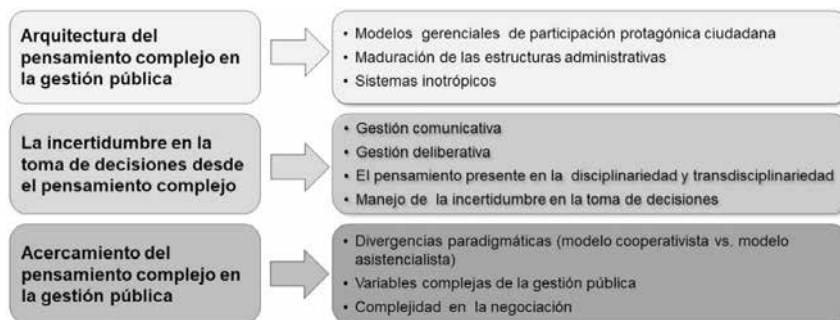 Arquitectura del
pensamiento complejo en
la gestión pública
• Modelos gerenciales de participación protagónica ciudadana
• Maduración de las estructuras administrativas
• Sistemas inotrópicos
La incertidumbre en la
toma de decisiones desde
el pensamiento complejo
• Gestión comunicativa
• Gestión deliberativa
• El pensamiento presente en la disciplinariedad y transdisciplinariedad
• Manejo de la incertidumbre en la toma de decisiones
Acercamiento del
pensamiento complejo en
la gestión pública
• Divergencias paradigmáticas (modelo cooperativista vs. modelo
asistencialista)
• Variables complejas de la gestión pública
• Complejidad en la negociación